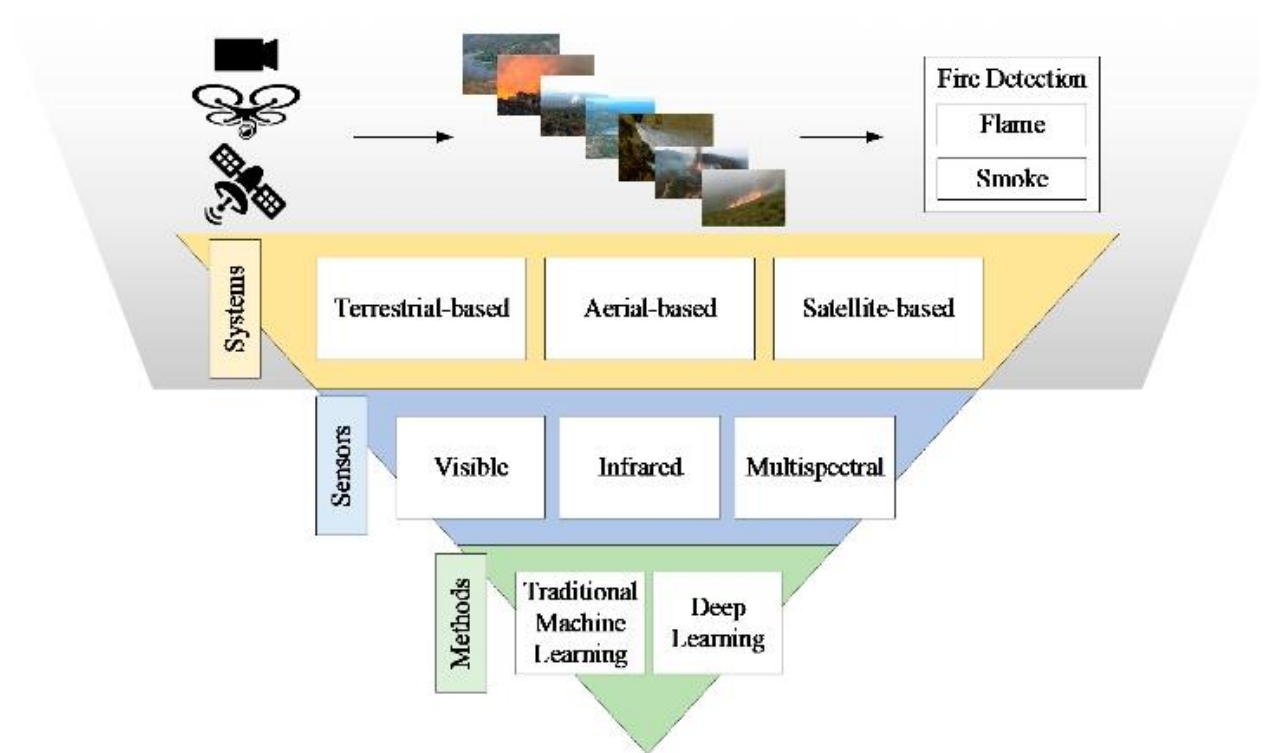 Fire Detection
Flame
Smoke
Systems
Terrestrial-based
Aerial-based
Satellite-based
Sensors
Visible
Infrared
Multispectral
Methods
Traditional
Machine
Learning
Deep
Learning